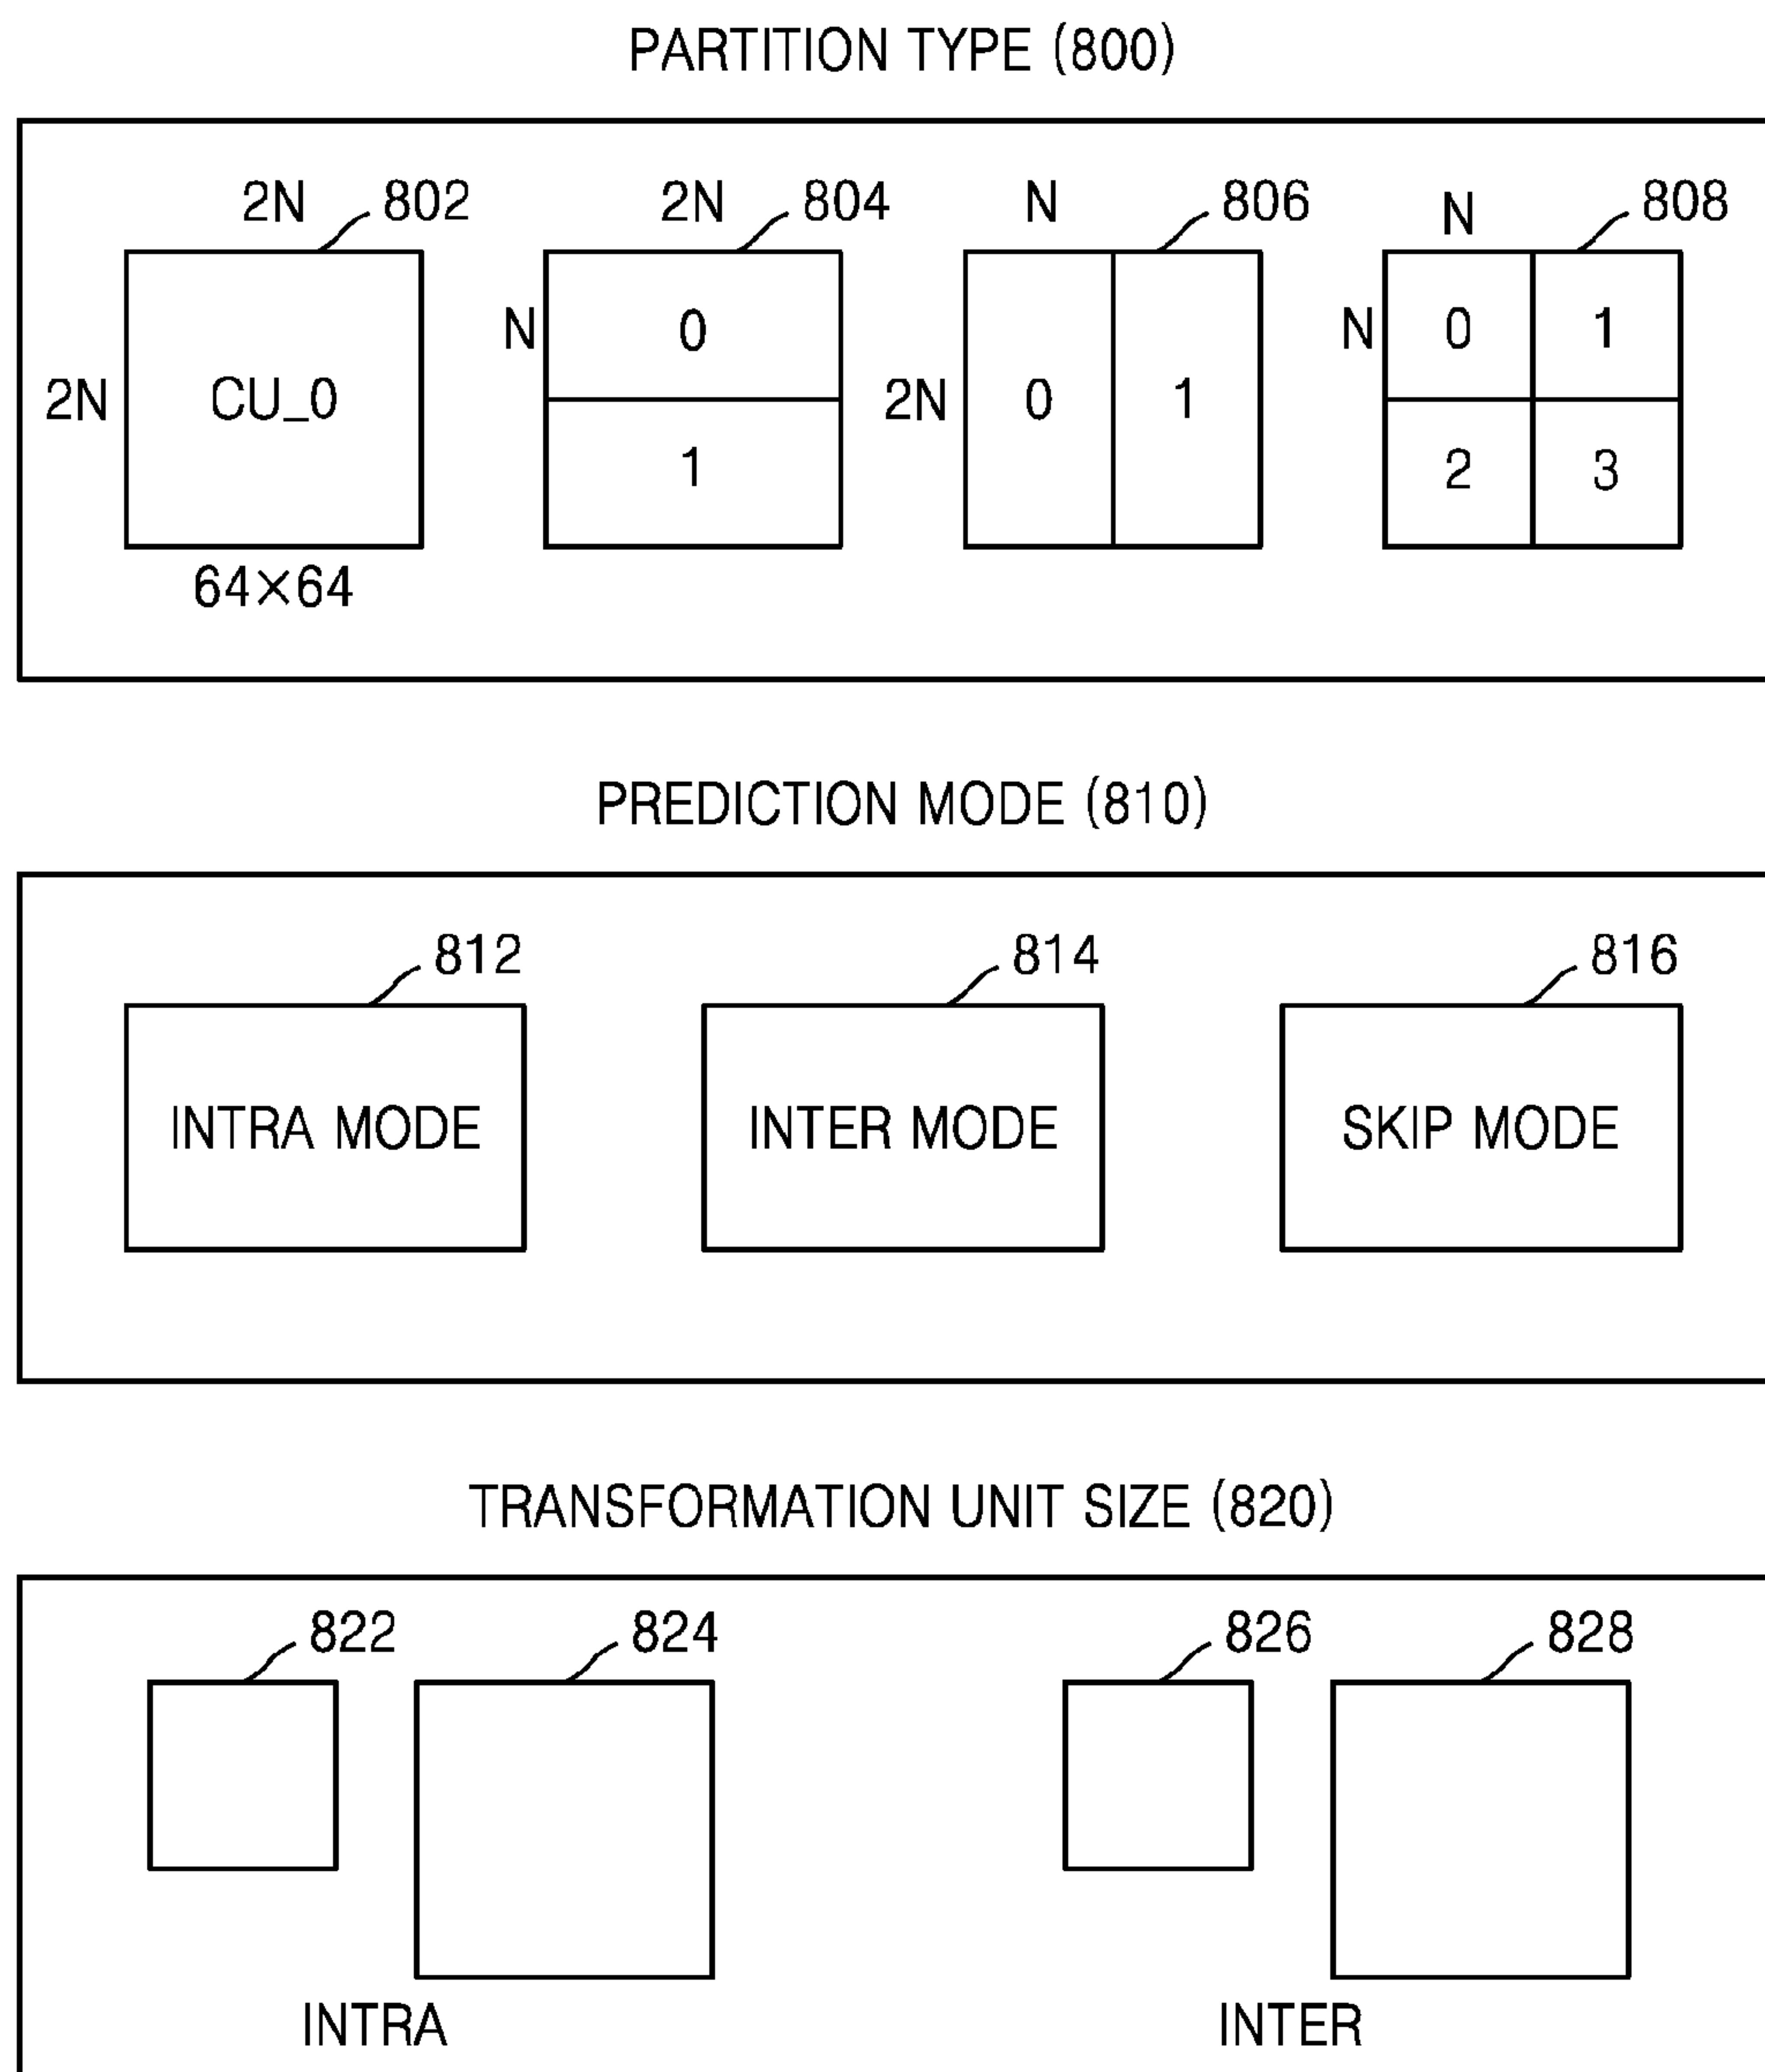 PARTITION TYPE (800)
2N 802 2N 804 N 806 N 808
N 0 N 0 1
2N CU_0 2N 0 1
1 2 3
64×64
PREDICTION MODE (810)
812 814 816
INTRA MODE INTER MODE SKIP MODE
TRANSFORMATION UNIT SIZE (820)
822 824 826 828
INTRA INTER